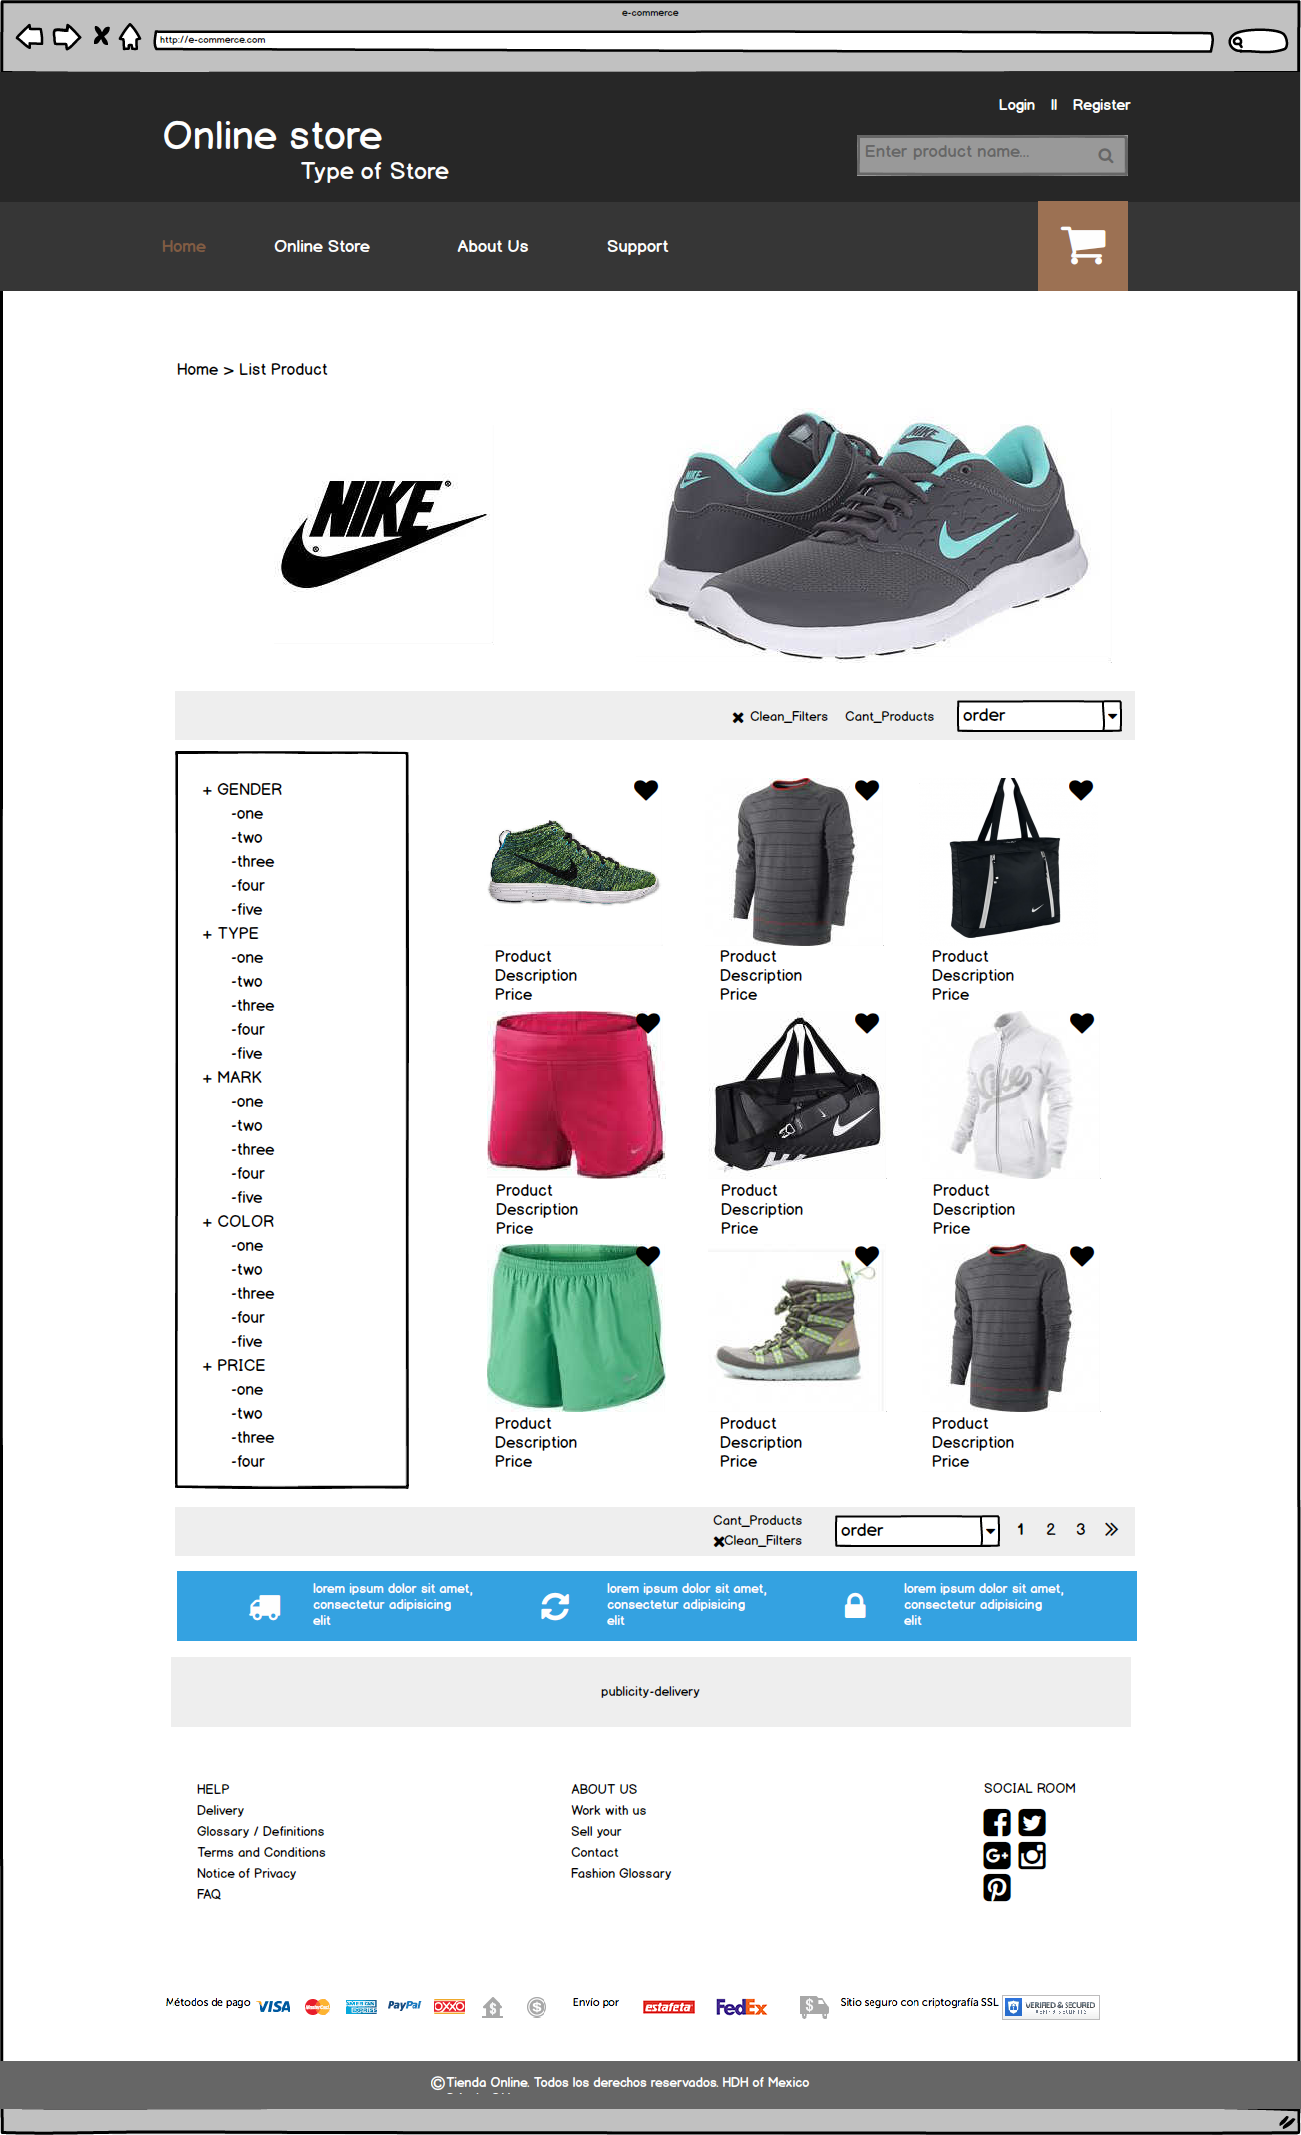 e-commerce
http://e-commerce.com
Login || Register
Online store
Type of Store
Enter product name...
Home Online Store About Us Support
Home > List Product
NIKE
NIKE
NIKE
Clean_Filters Cant_Products order
+ GENDER
-one
-two
-three
-four
-five
+ TYPE
-one
-two
-three
-four
-five
+ MARK
-one
-two
-three
-four
-five
+ COLOR
-one
-two
-three
-four
-five
+ PRICE
-one
-two
-three
-four
Product
Description
Price
Product
Description
Price
Product
Description
Price
Product
Description
Price
Product
Description
Price
Product
Description
Price
Product
Description
Price
Product
Description
Price
Product
Description
Price
Cant_Products
Clean_Filters
order
1 2 3 »
lorem ipsum dolor sit amet,
consectetur adipisicing
elit
lorem ipsum dolor sit amet,
consectetur adipisicing
elit
lorem ipsum dolor sit amet,
consectetur adipisicing
elit
publicity-delivery
HELP
Delivery
Glossary / Definitions
Terms and Conditions
Notice of Privacy
FAQ
ABOUT US
Work with us
Sell your
Contact
Fashion Glossary
SOCIAL ROOM
Métodos de pago VISA MasterCard PayPal OXXO Envío por estafeta FedEx Sitio seguro con criptografía SSL VERIFIED & SECURED
©Tienda Online. Todos los derechos reservados. HDH of Mexico